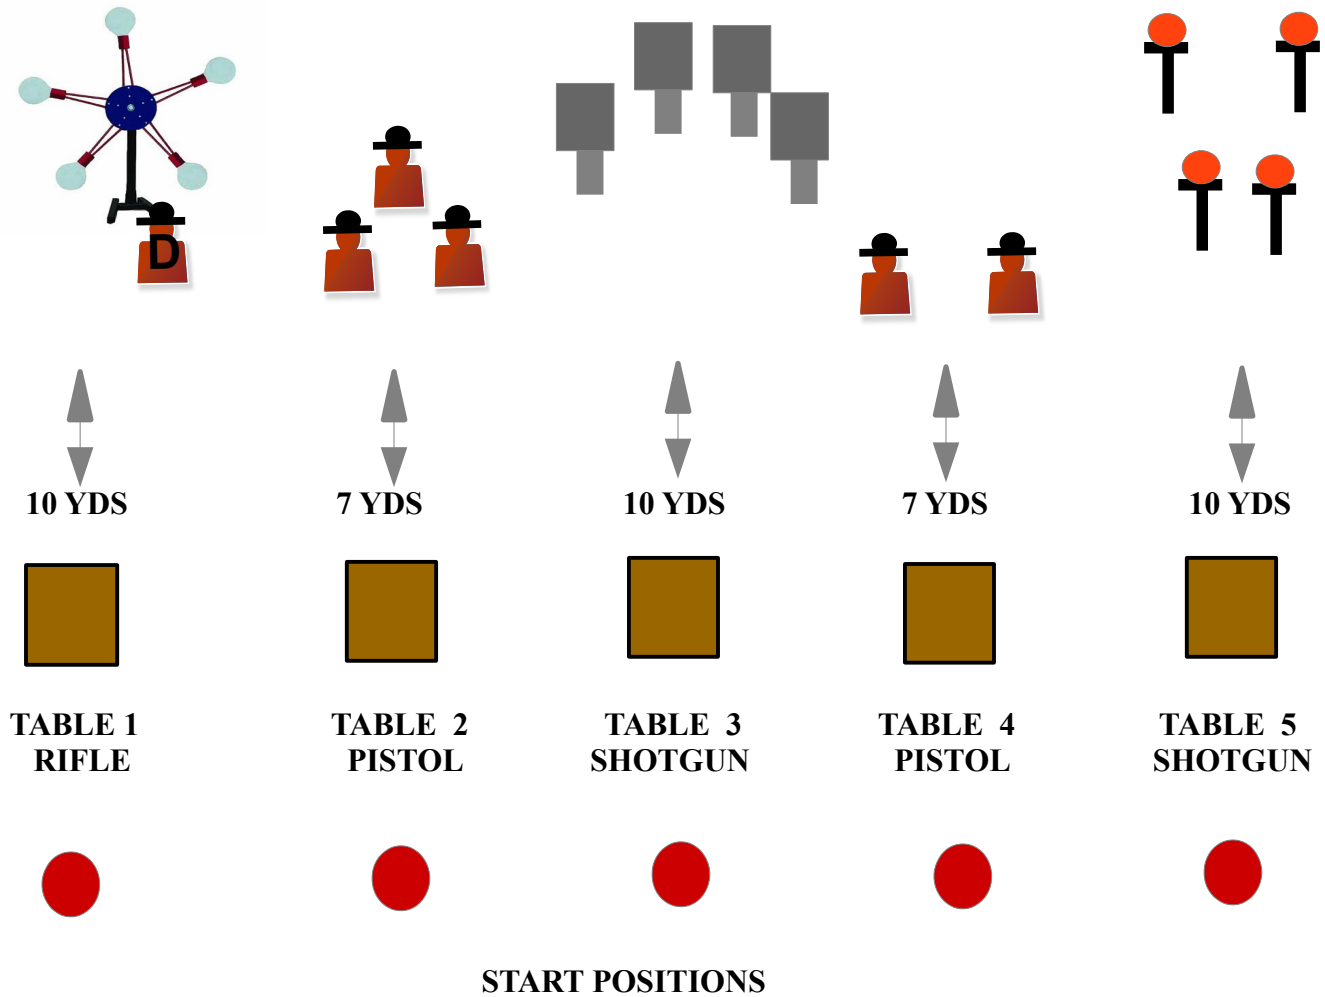 D
10 YDS 7 YDS 10 YDS 7 YDS 10 YDS
TABLE 1 TABLE 2 TABLE 3 TABLE 4 TABLE 5
RIFLE PISTOL SHOTGUN PISTOL SHOTGUN
START POSITIONS